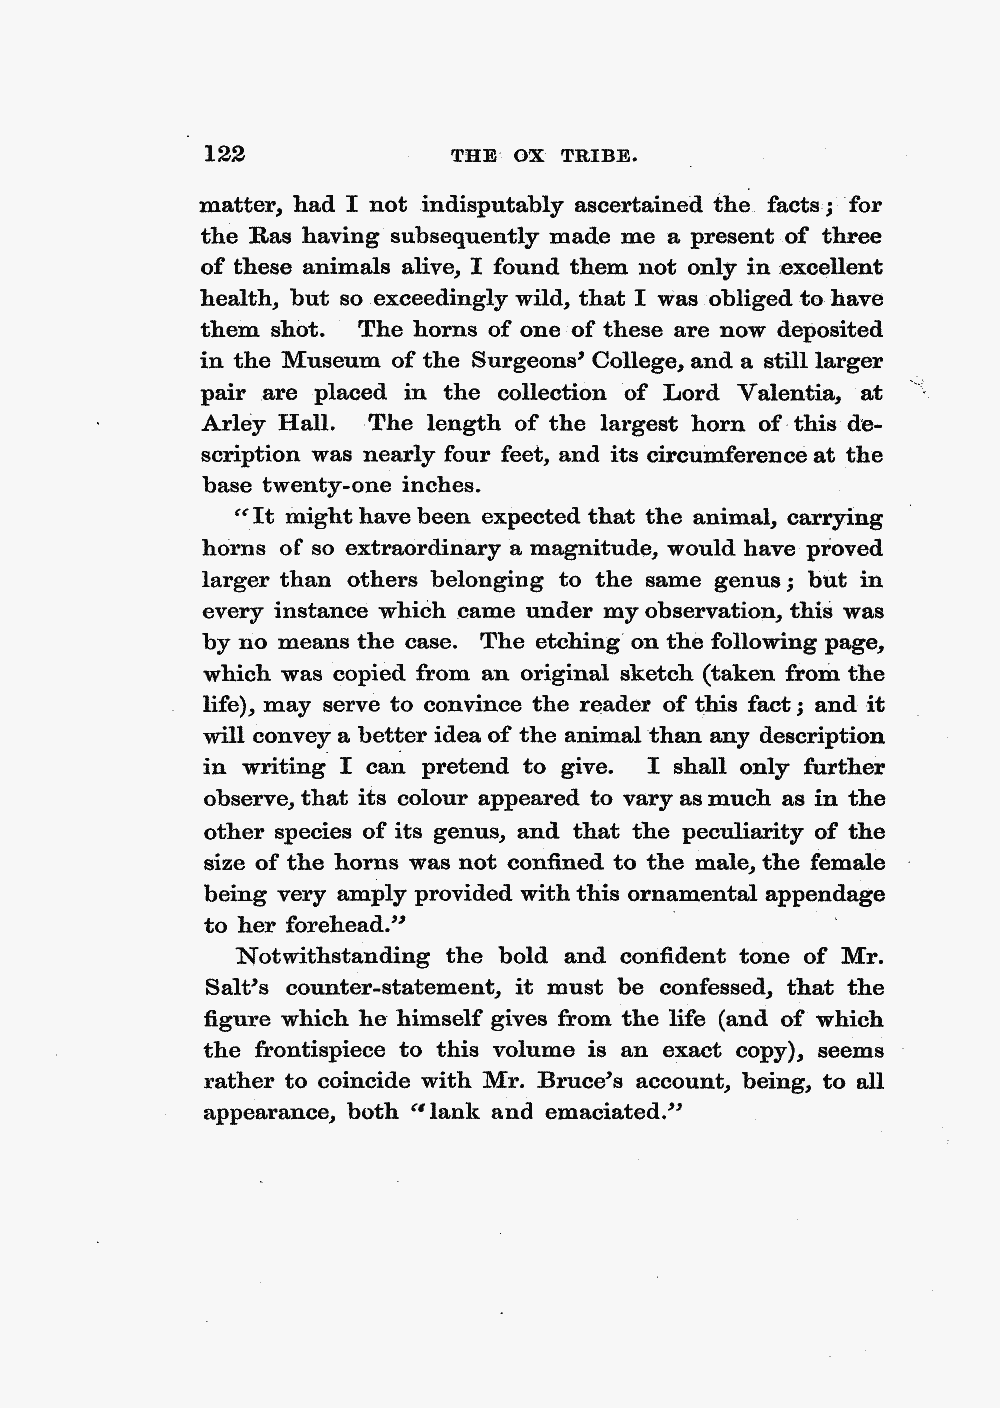 122 THE OX TRIBE.
matter, had I not indisputably ascertained the facts; for
the Ras having subsequently made me a present of three
of these animals alive, I found them not only in excellent
health, but so exceedingly wild, that I was obliged to have
them shot. The horns of one of these are now deposited
in the Museum of the Surgeons' College, and a still larger
pair are placed in the collection of Lord Valentia, at
Arley Hall. The length of the largest horn of this de-
scription was nearly four feet, and its circumference at the
base twenty-one inches.
"It might have been expected that the animal, carrying
horns of so extraordinary a magnitude, would have proved
larger than others belonging to the same genus; but in
every instance which came under my observation, this was
by no means the case. The etching on the following page,
which was copied from an original sketch (taken from the
life), may serve to convince the reader of this fact; and it
will convey a better idea of the animal than any description
in writing I can pretend to give. I shall only further
observe, that its colour appeared to vary as much as in the
other species of its genus, and that the peculiarity of the
size of the horns was not confined to the male, the female
being very amply provided with this ornamental appendage
to her forehead."
Notwithstanding the bold and confident tone of Mr.
Salt's counter-statement, it must be confessed, that the
figure which he himself gives from the life (and of which
the frontispiece to this volume is an exact copy), seems
rather to coincide with Mr. Bruce's account, being, to all
appearance, both "lank and emaciated."